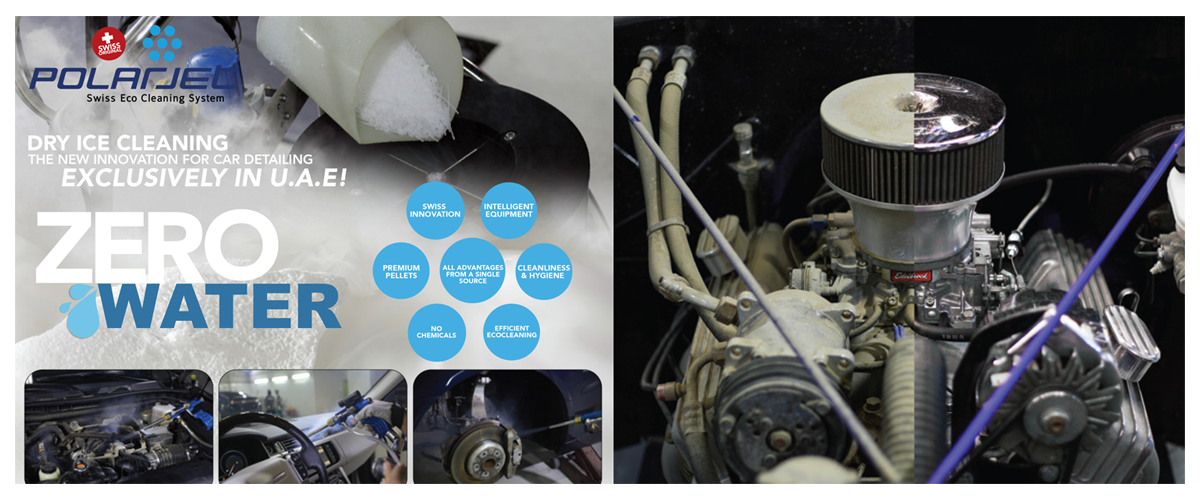 SWISS
ORIGINAL
POLARJEL
Swiss Eco Cleaning System
DRY ICE CLEANING
THE NEW INNOVATION FOR CAR DETAILING
EXCLUSIVELY IN U.A.E!
ZERO
WATER
SWISS
INNOVATION
INTELLIGENT
EQUIPMENT
PREMIUM
PELLETS
ALL ADVANTAGES
FROM A SINGLE
SOURCE
CLEANLINESS
& HYGIENE
NO
CHEMICALS
EFFICIENT
ECOCLEANING
Edelbrock